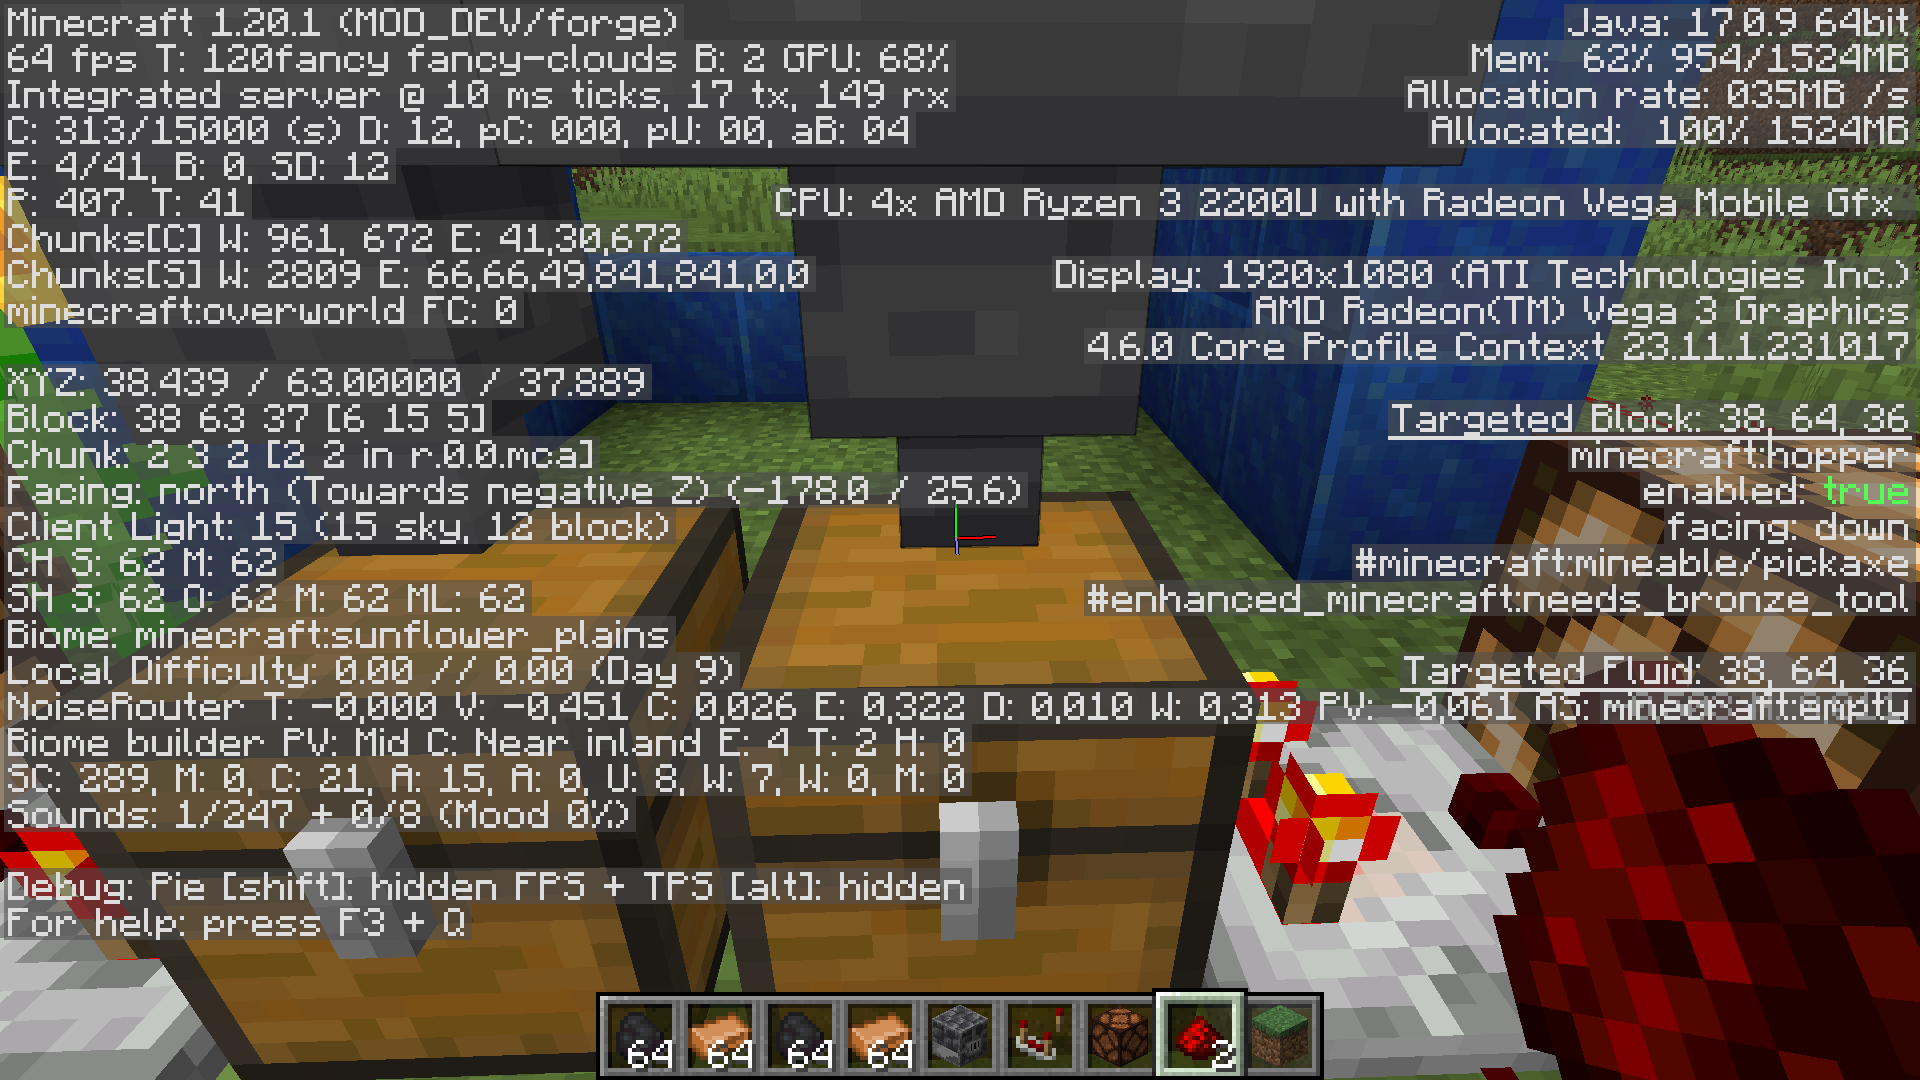 Minecraft 1.20.1 (MOD_DEV/forge)
64 fps T: 120fancy fancy-clouds B: 2 GPU: 68%
Integrated server @ 10 ms ticks, 17 tx, 149 rx
C: 313/15000 (s) D: 12, pC: 000, pU: 00, aB: 04
E: 4/41, B: 0, SD: 12
P: 407. T: 41
Chunks[C] W: 961, 672 E: 41,30,672
Chunks[S] W: 2809 E: 66,66,49,841,841,0,0
minecraft:overworld FC: 0
XYZ: 38.439 / 63.00000 / 37.889
Block: 38 63 37 [6 15 5]
Chunk: 2 3 2 [2 2 in r.0.0.mca]
Facing: north (Towards negative Z) (-178.0 / 25.6)
Client Light: 15 (15 sky, 12 block)
CH S: 62 M: 62
SH S: 62 O: 62 M: 62 ML: 62
Biome: minecraft:sunflower_plains
Local Difficulty: 0.00 // 0.00 (Day 9)
NoiseRouter T: -0,000 V: -0,451 C: 0,026 E: 0,322 D: 0,010 W: 0,313 PV: -0,061 AS:
Biome builder PV: Mid C: Near inland E: 4 T: 2 H: 0
SC: 289, M: 0, C: 21, A: 15, A: 0, U: 8, W: 7, W: 0, M: 0
Sounds: 1/247 + 0/8 (Mood 0%)
Debug: Pie [shift]: hidden FPS + TPS [alt]: hidden
For help: press F3 + Q
Java: 17.0.9 64bit
Mem: 62% 954/1524MB
Allocation rate: 035MB /s
Allocated: 100% 1524MB
CPU: 4x AMD Ryzen 3 2200U with Radeon Vega Mobile Gfx
Display: 1920x1080 (ATI Technologies Inc.)
AMD Radeon(TM) Vega 3 Graphics
4.6.0 Core Profile Context 23.11.1.231017
Targeted Block: 38, 64, 36
minecraft:hopper
enabled: true
facing: down
#minecraft:mineable/pickaxe
#enhanced_minecraft:needs_bronze_tool
Targeted Fluid: 38, 64, 36
minecraft:empty
64 64 64 64 2